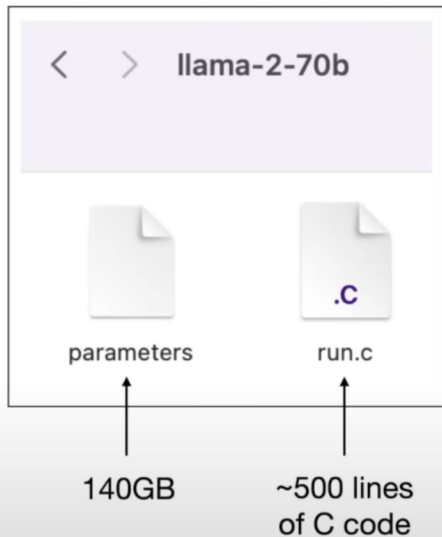 llama-2-70b
parameters
.C
run.c
140GB
~500 lines
of C code